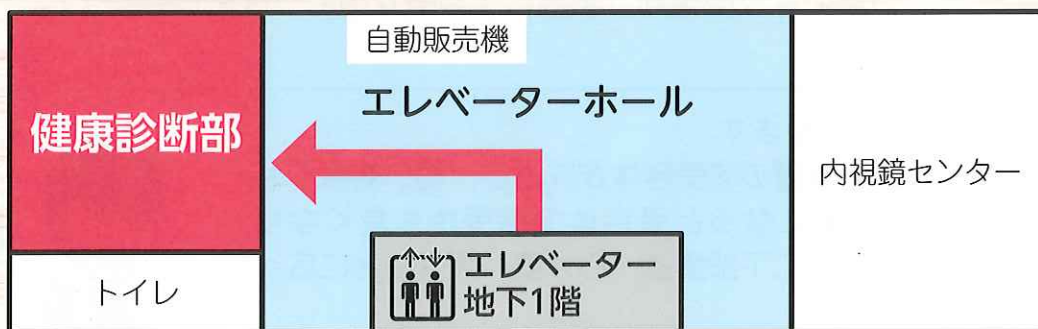 自動販売機
エレベーターホール
健康診断部
内視鏡センター
トイレ
エレベーター
地下1階